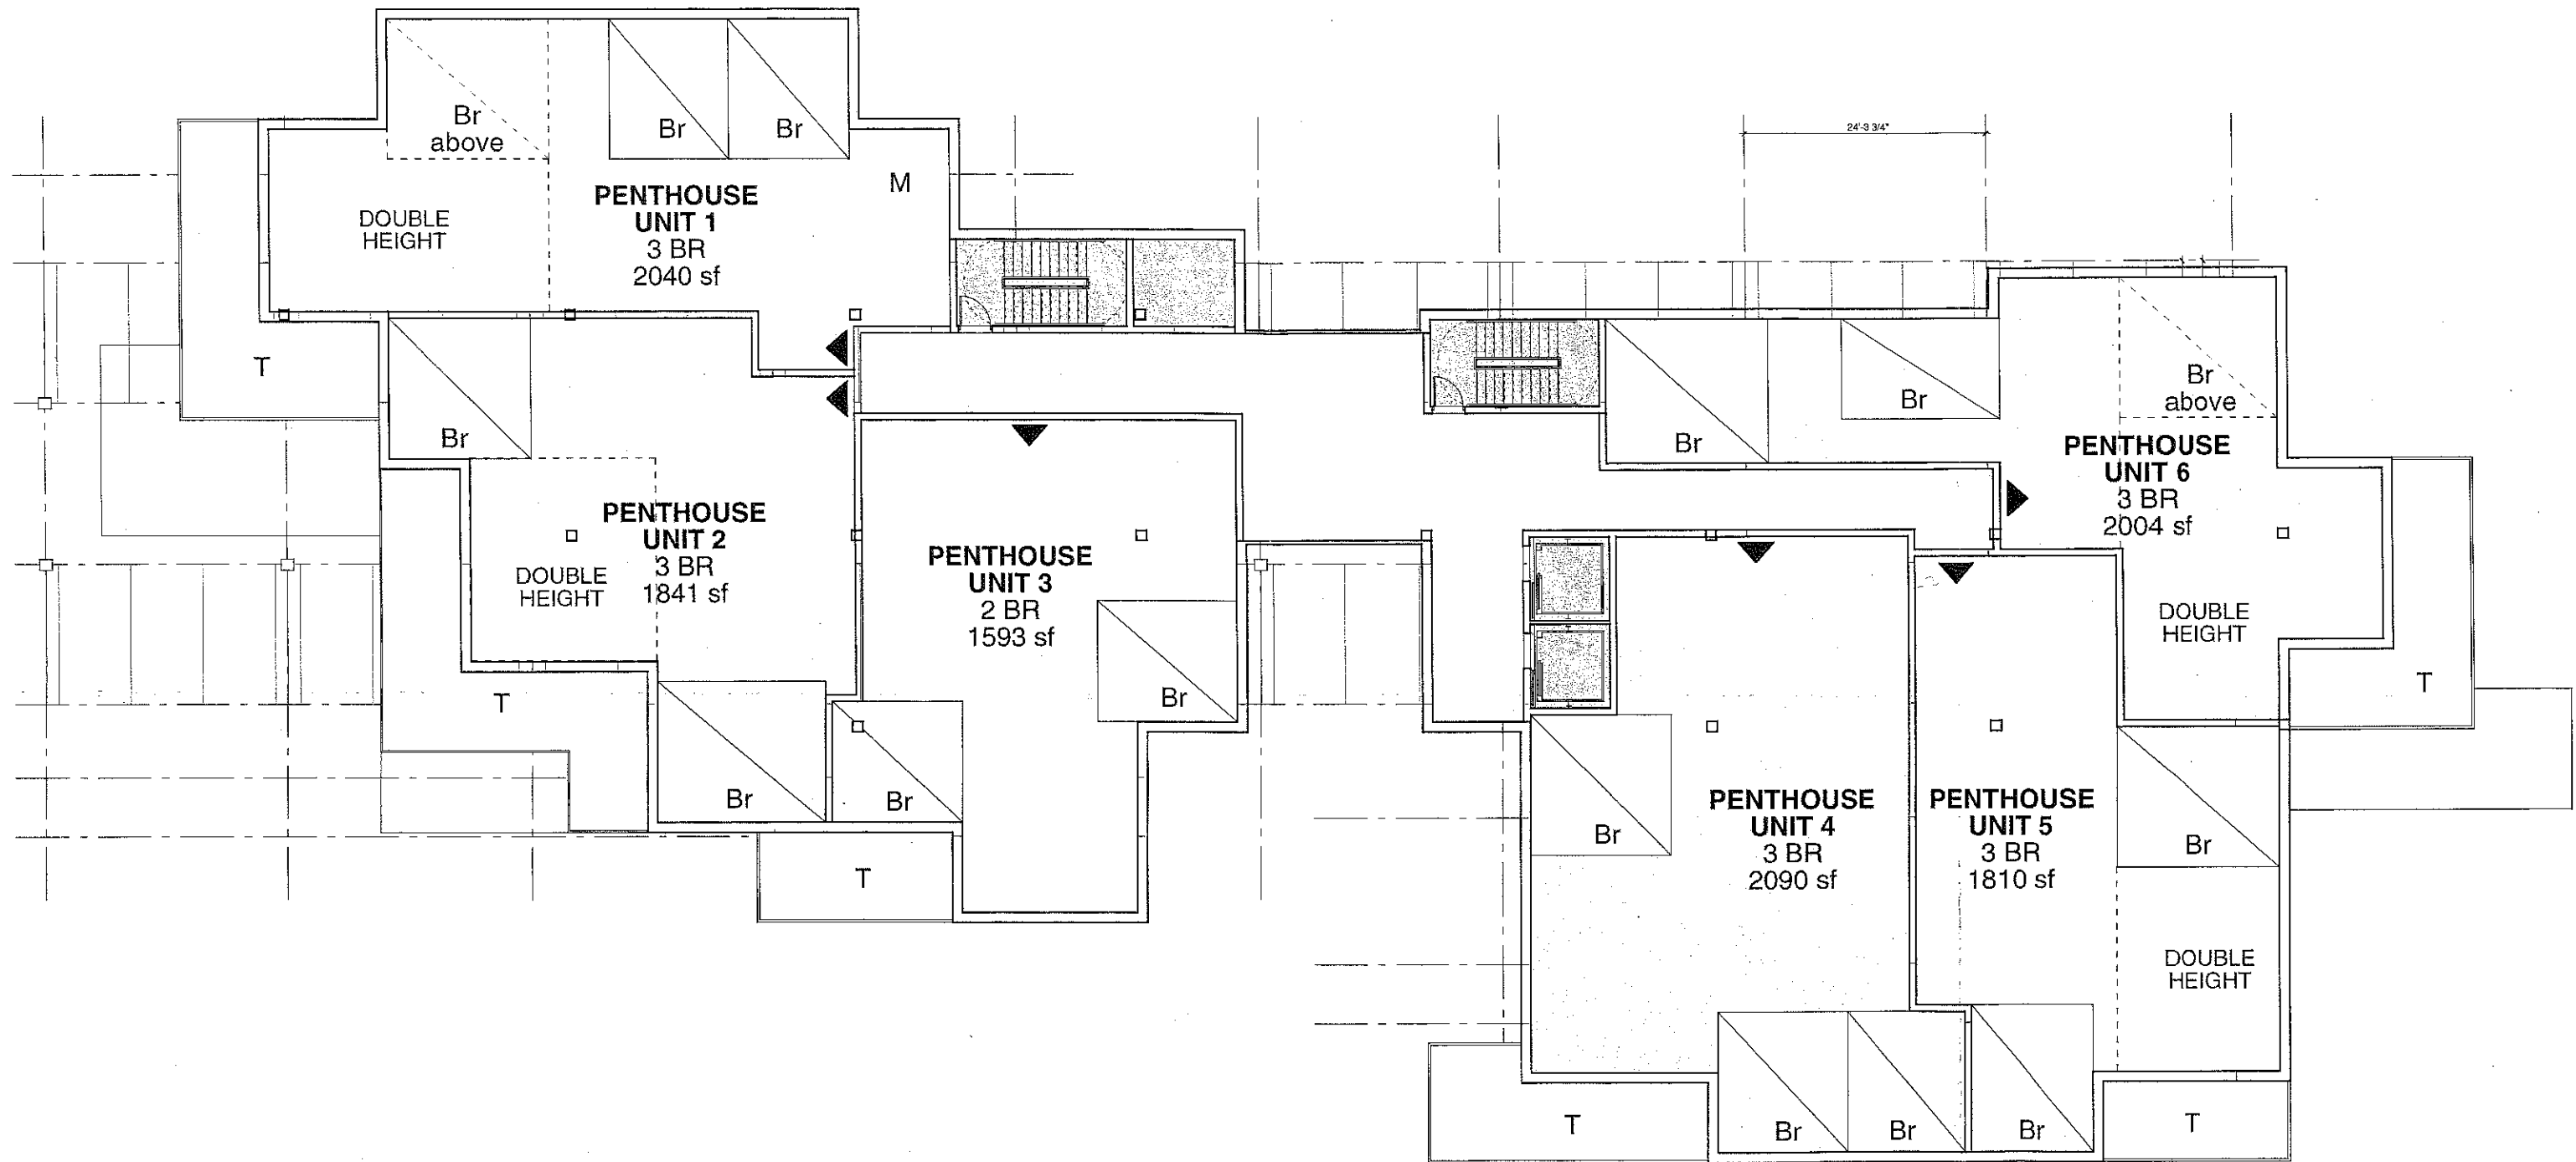 Br
above
Br
Br
M
PENTHOUSE
UNIT 1
3 BR
2040 sf
DOUBLE
HEIGHT
24'-3 3/4"
T
Br
PENTHOUSE
UNIT 2
3 BR
1841 sf
DOUBLE
HEIGHT
T
Br
PENTHOUSE
UNIT 3
2 BR
1593 sf
Br
Br
T
Br
Br
Br
above
PENTHOUSE
UNIT 6
3 BR
2004 sf
DOUBLE
HEIGHT
T
PENTHOUSE
UNIT 4
3 BR
2090 sf
Br
Br
Br
T
PENTHOUSE
UNIT 5
3 BR
1810 sf
Br
DOUBLE
HEIGHT
Br
T